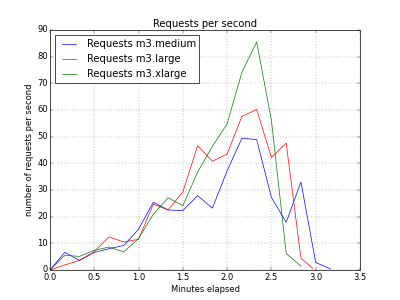 Requests per second
Requests m3.medium
Requests m3.large
Requests m3.xlarge
number of requests per second
90
80
70
60
50
40
30
20
10
0
0.0 0.5 1.0 1.5 2.0 2.5 3.0 3.5
Minutes elapsed